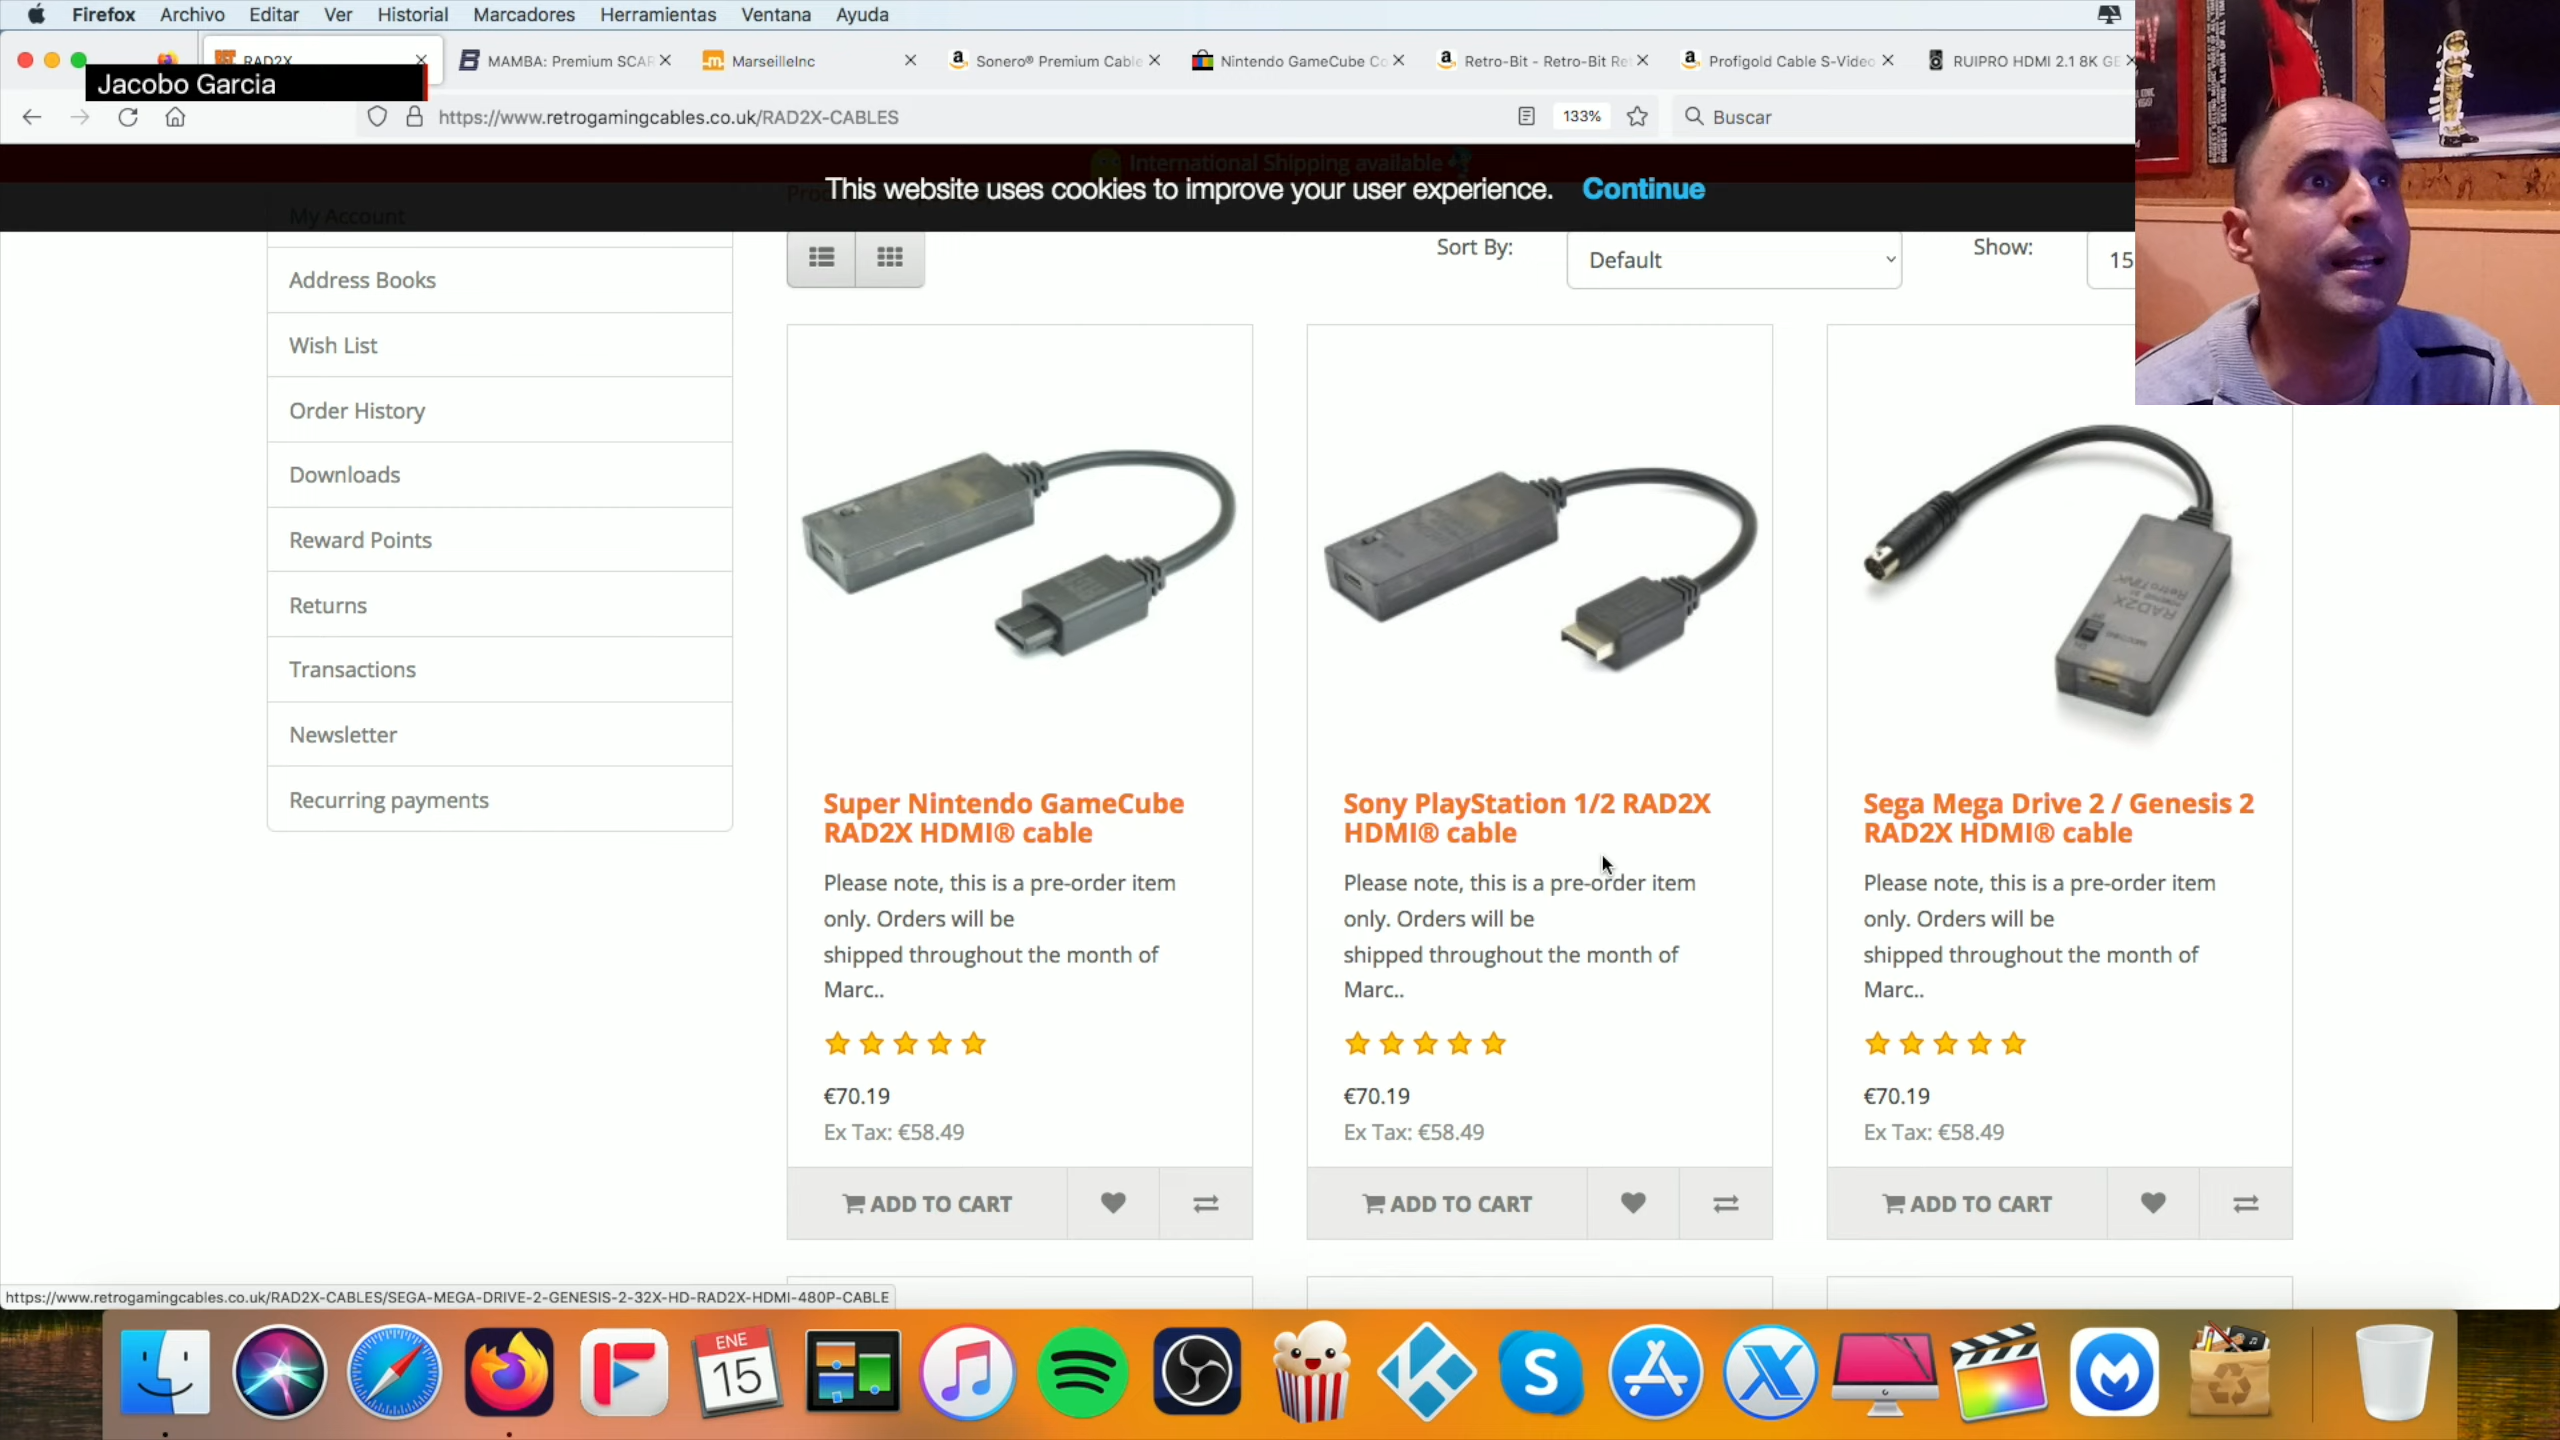 Firefox Archivo Editar Ver Historial Marcadores Herramientas Ventana Ayuda
RAD2X MAMBA: Premium SCAR MarseilleInc Sonero® Premium Cable Nintendo GameCube Co Retro-Bit - Retro-Bit Re Profigold Cable S-Video RUIPRO HDMI 2.1 8K GE
Jacobo Garcia
https://www.retrogamingcables.co.uk/RAD2X-CABLES 133% Buscar
International Shipping available
This website uses cookies to improve your user experience. Continue
My Account
Address Books
Wish List
Order History
Downloads
Reward Points
Returns
Transactions
Newsletter
Recurring payments
Sort By: Default Show: 15
Super Nintendo GameCube
RAD2X HDMI® cable
Please note, this is a pre-order item
only. Orders will be
shipped throughout the month of
Marc..
€70.19
Ex Tax: €58.49
ADD TO CART
Sony PlayStation 1/2 RAD2X
HDMI® cable
Please note, this is a pre-order item
only. Orders will be
shipped throughout the month of
Marc..
€70.19
Ex Tax: €58.49
ADD TO CART
RAD2X
Sega Mega Drive 2 / Genesis 2
RAD2X HDMI® cable
Please note, this is a pre-order item
only. Orders will be
shipped throughout the month of
Marc..
€70.19
Ex Tax: €58.49
ADD TO CART
https://www.retrogamingcables.co.uk/RAD2X-CABLES/SEGA-MEGA-DRIVE-2-GENESIS-2-32X-HD-RAD2X-HDMI-480P-CABLE
ENE
15